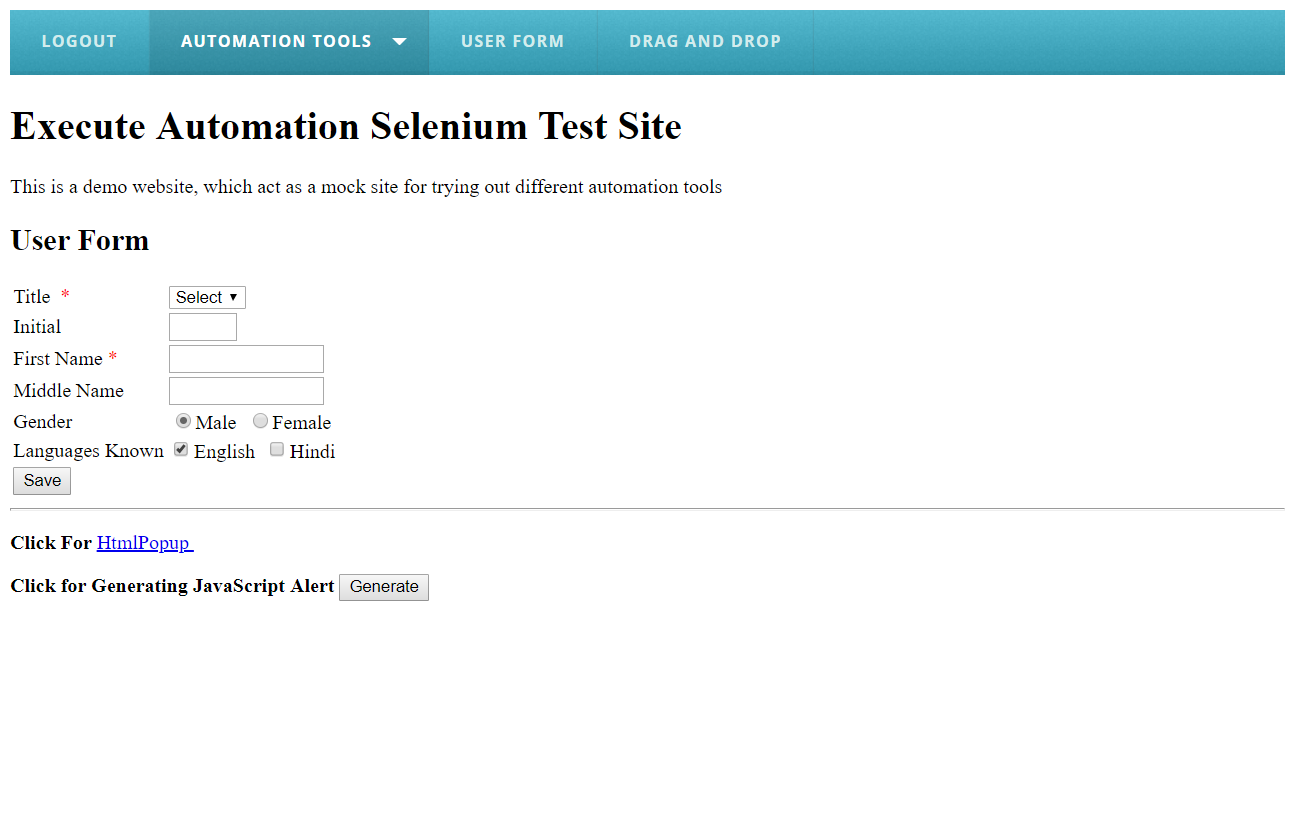 LOGOUT AUTOMATION TOOLS USER FORM DRAG AND DROP
Execute Automation Selenium Test Site
This is a demo website, which act as a mock site for trying out different automation tools
User Form
Title * Select
Initial
First Name *
Middle Name
Gender Male Female
Languages Known English Hindi
Save
Click For HtmlPopup
Click for Generating JavaScript Alert Generate